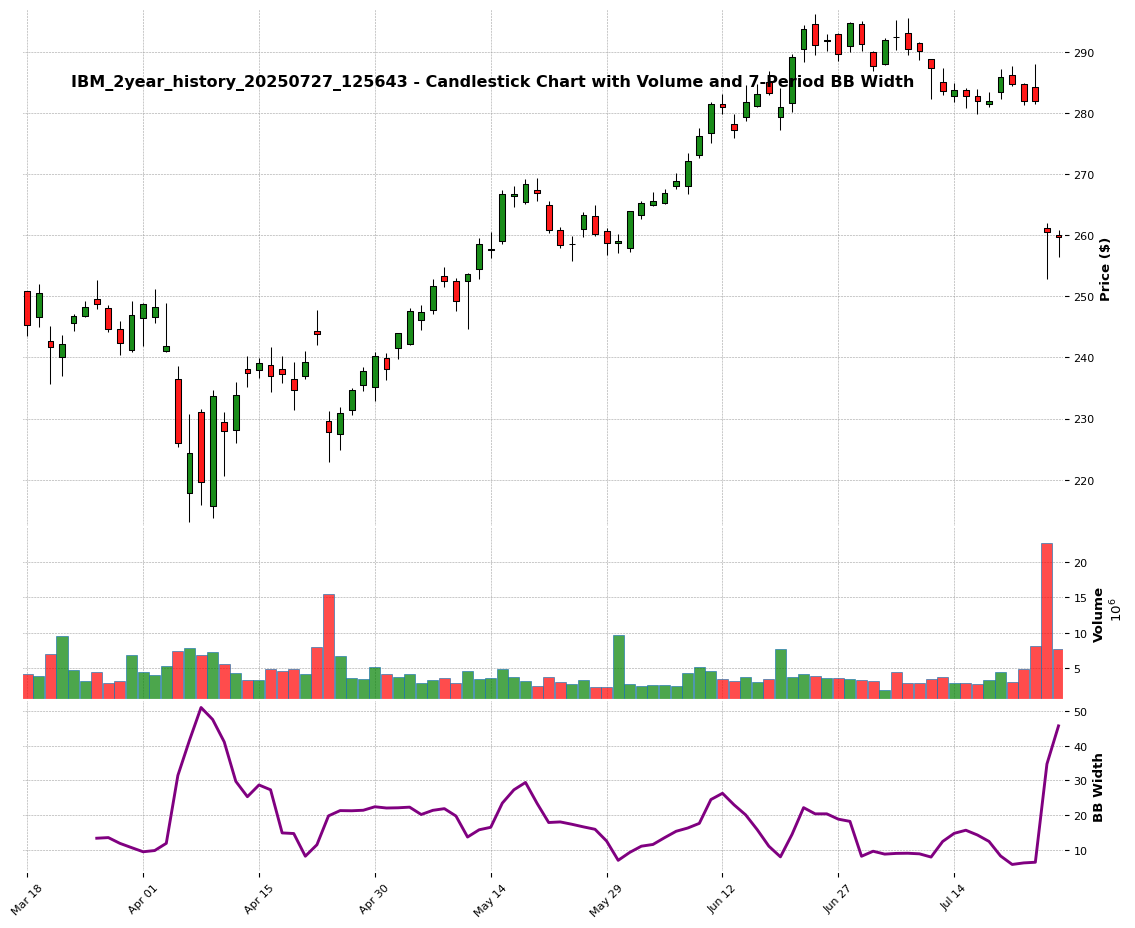 IBM_2year_history_20250727_125643 - Candlestick Chart with Volume and 7-Period BB Width
290
280
270
260
250
240
230
220
Price ($)
20
15
10
5
Volume
10^6
50
40
30
20
10
BB Width
Mar 18
Apr 01
Apr 15
Apr 30
May 14
May 29
Jun 12
Jun 27
Jul 14